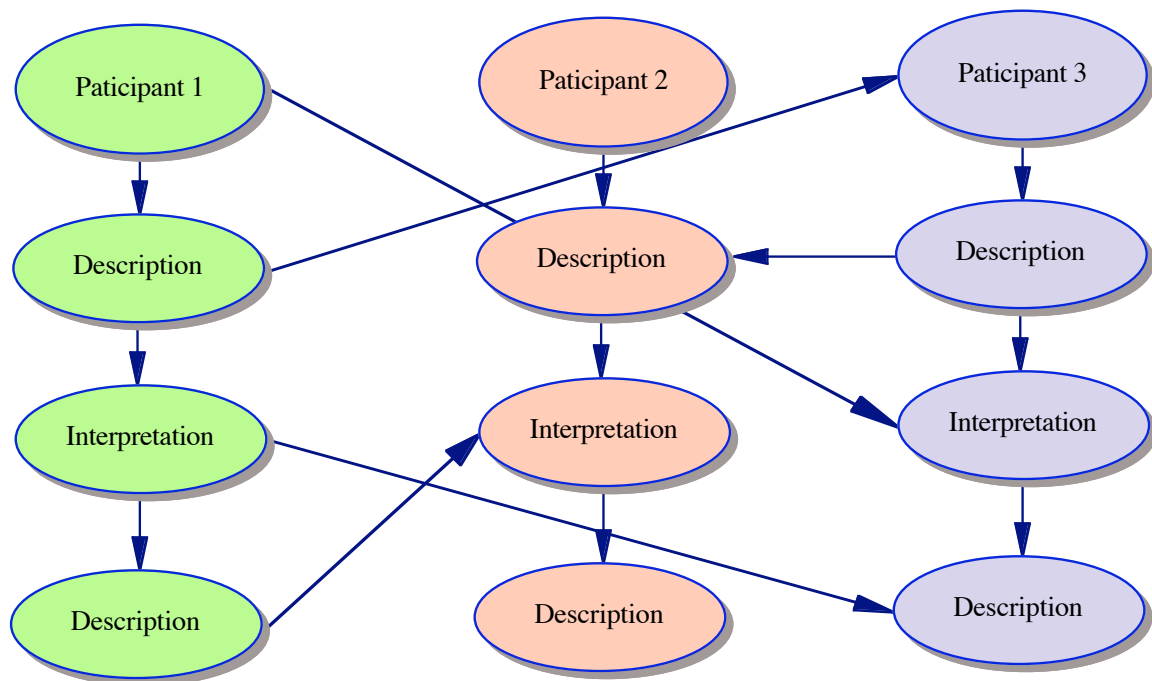 Paticipant 1
Paticipant 2
Paticipant 3
Description
Description
Description
Interpretation
Interpretation
Interpretation
Description
Description
Description